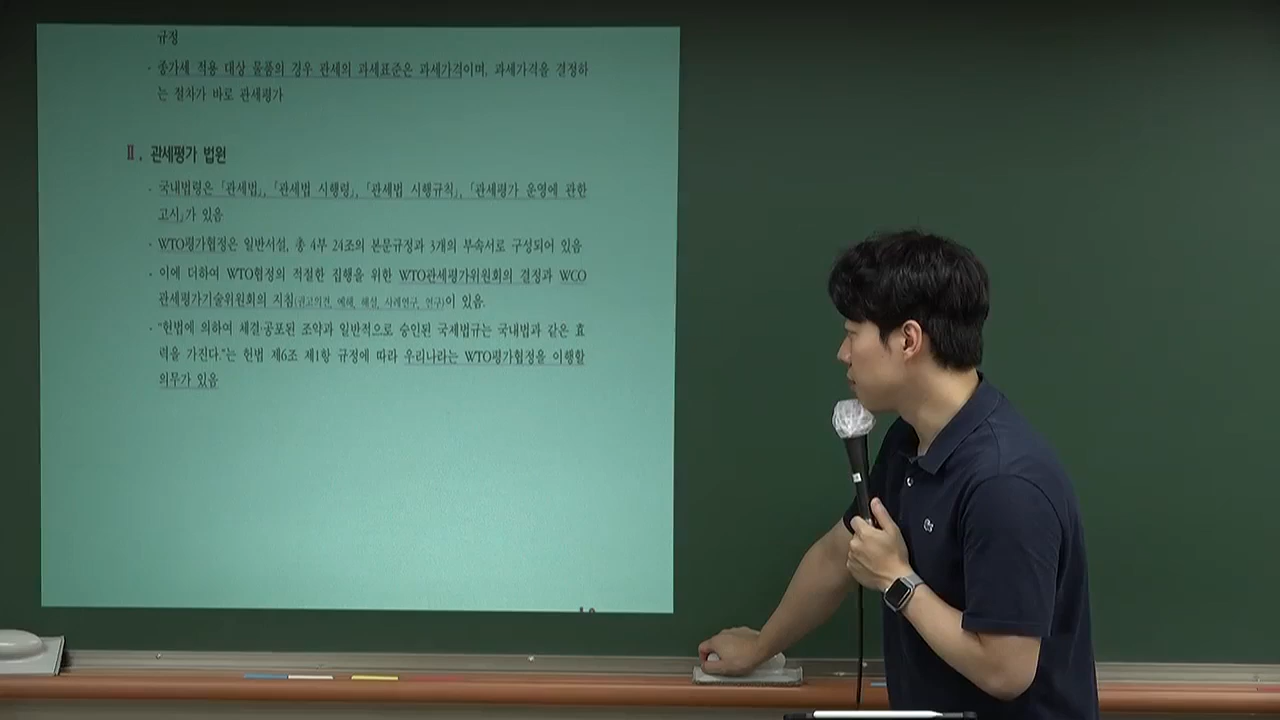 규정
· 종가세 적용 대상 물품의 경우 관세의 과세표준은 과세가격이며, 과세가격을 결정하
는 절차가 바로 관세평가
Ⅱ. 관세평가 법원
· 국내법령은 「관세법」, 「관세법 시행령」, 「관세법 시행규칙」, 「관세평가 운영에 관한
고시」가 있음
· WTO평가협정은 일반서설, 총 4부 24조의 본문규정과 3개의 부속서로 구성되어 있음
· 이에 더하여 WTO협정의 적절한 집행을 위한 WTO관세평가위원회의 결정과 WCO
관세평가기술위원회의 지침(권고의견, 예해, 해설, 사례연구, 연구)이 있음.
· "헌법에 의하여 체결·공포된 조약과 일반적으로 승인된 국제법규는 국내법과 같은 효
력을 가진다."는 헌법 제6조 제1항 규정에 따라 우리나라는 WTO평가협정을 이행할
의무가 있음